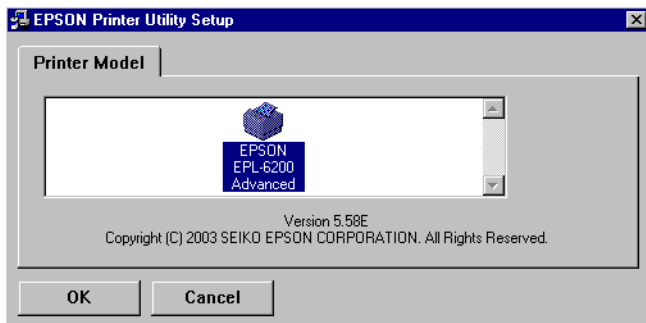 EPSON Printer Utility Setup
Printer Model
EPSON
EPL-6200
Advanced
Version 5.58E
Copyright (C) 2003 SEIKO EPSON CORPORATION. All Rights Reserved.
OK
Cancel